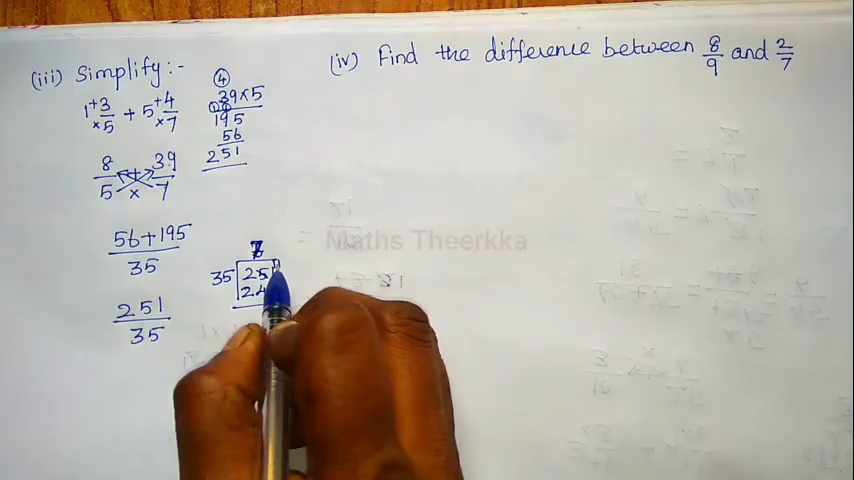 (iii) Simplify:-
1 + 3/5 + 5 + 4/7
× ×
8/5 + 39/7
×
56+195/35
251/35
④
39×5
195
56
251
7
35 251
24
(iv) Find the difference between 8/9 and 2/7
Maths Theerkka